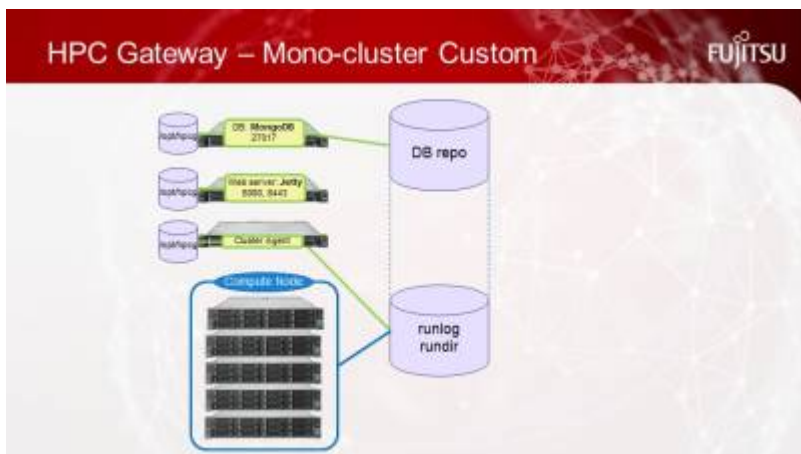 HPC Gateway – Mono-cluster Custom
FUJITSU
DB: MongoDB
27017
DB repo
Web server: Jetty
8080, 8443
Cluster Agent
Compute Node
runlog
rundir